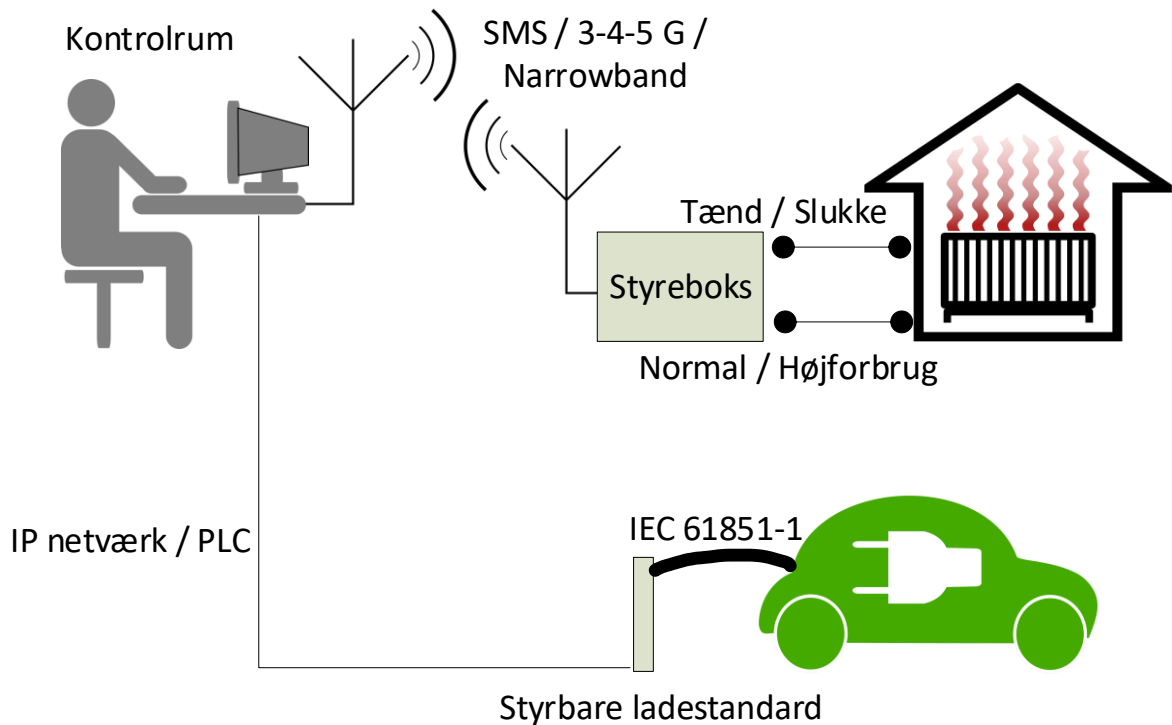 Kontrolrum
SMS / 3-4-5 G /
Narrowband
Tænd / Slukke
Styreboks
Normal / Højforbrug
IP netværk / PLC
IEC 61851-1
Styrbare ladestandard